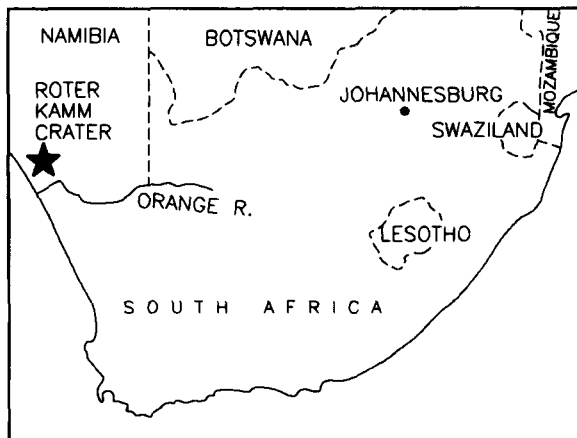 NAMIBIA
BOTSWANA
MOZAMBIQUE
ROTER
KAMM
CRATER
JOHANNESBURG
SWAZILAND
ORANGE R.
LESOTHO
SOUTH AFRICA